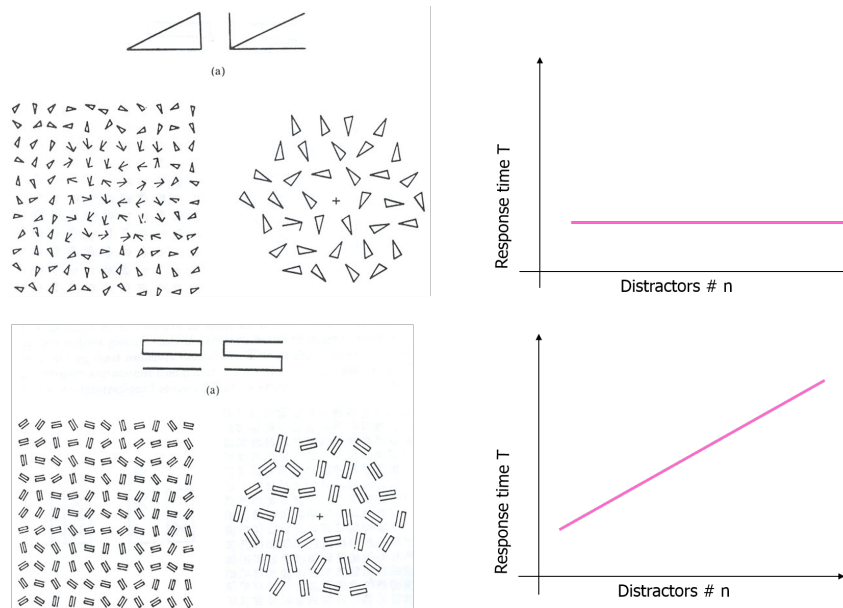 (a)
Response time T
Distractors # n
(a)
Response time T
Distractors # n